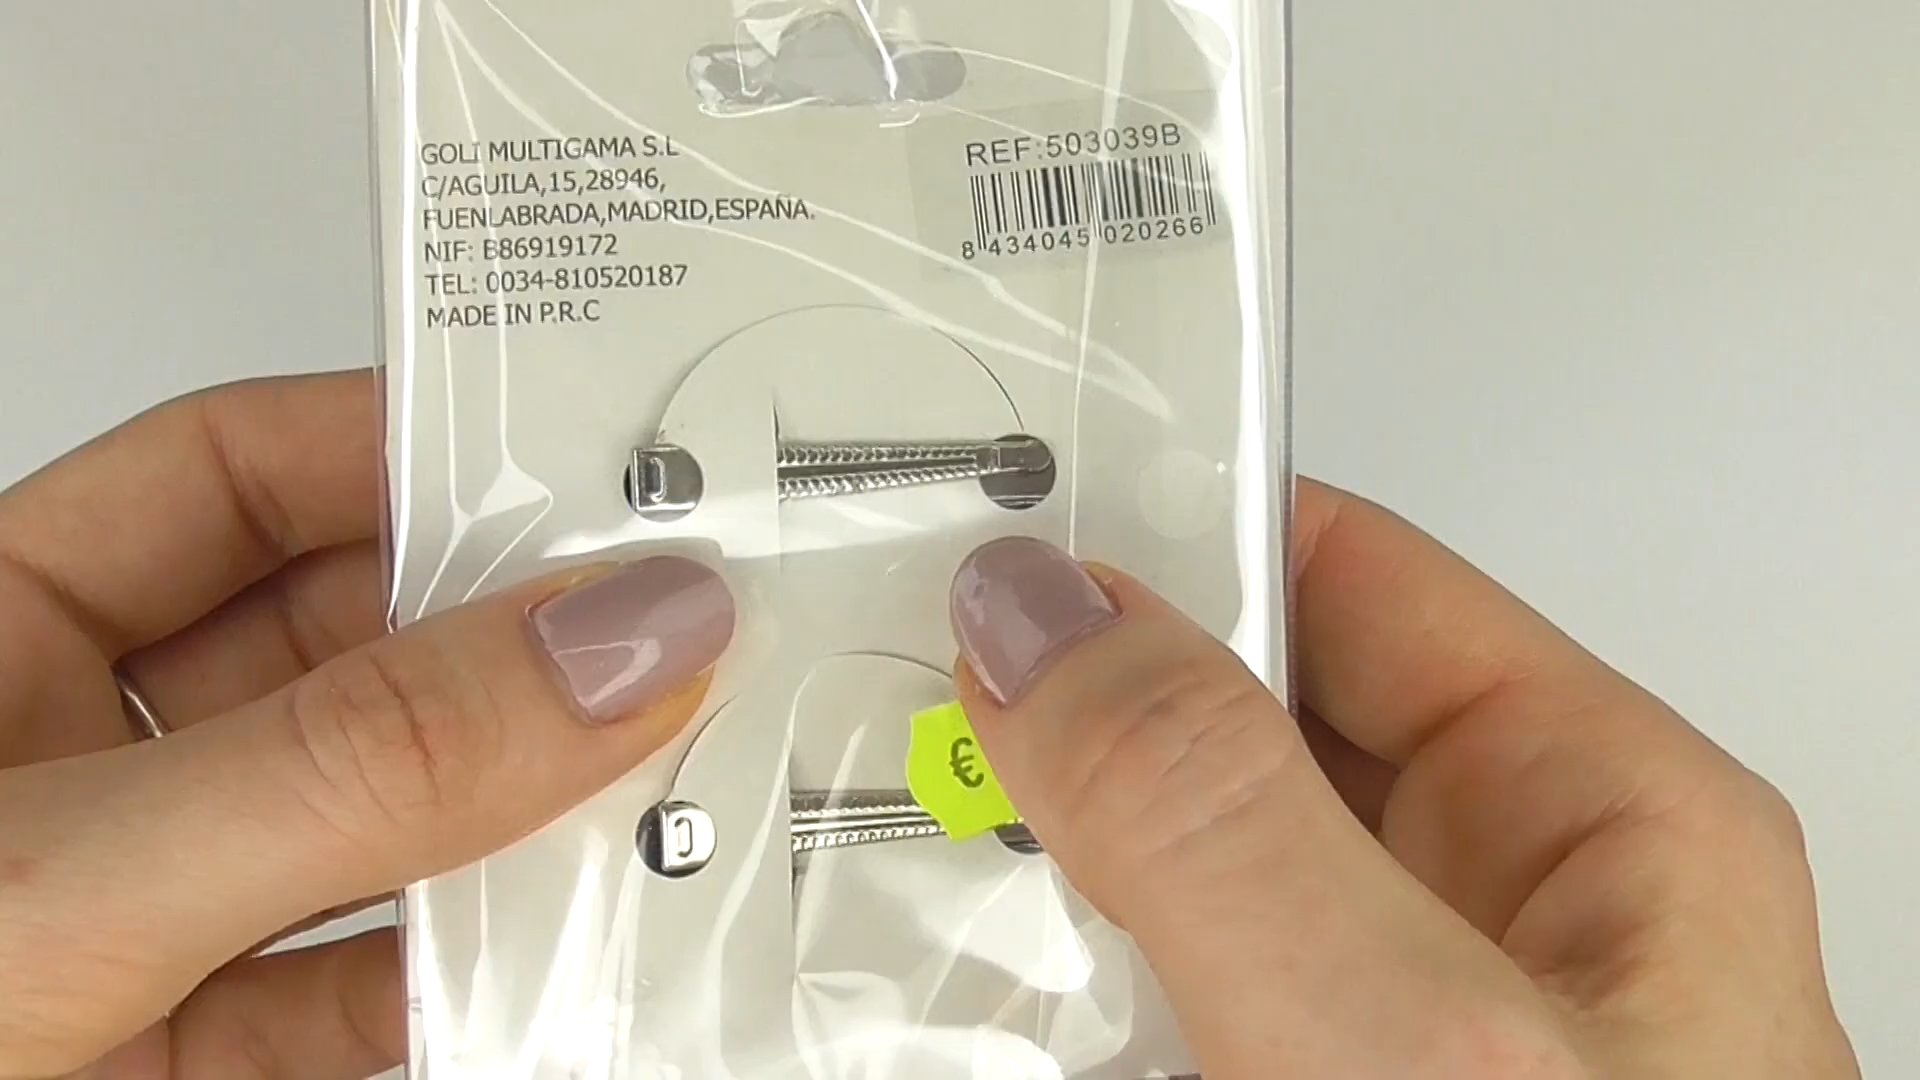 GOLI MULTIGAMA S.L
C/AGUILA,15,28946,
FUENLABRADA,MADRID,ESPAÑA.
NIF: B86919172
TEL: 0034-810520187
MADE IN P.R.C
REF:503039B
8 434045 020266
€